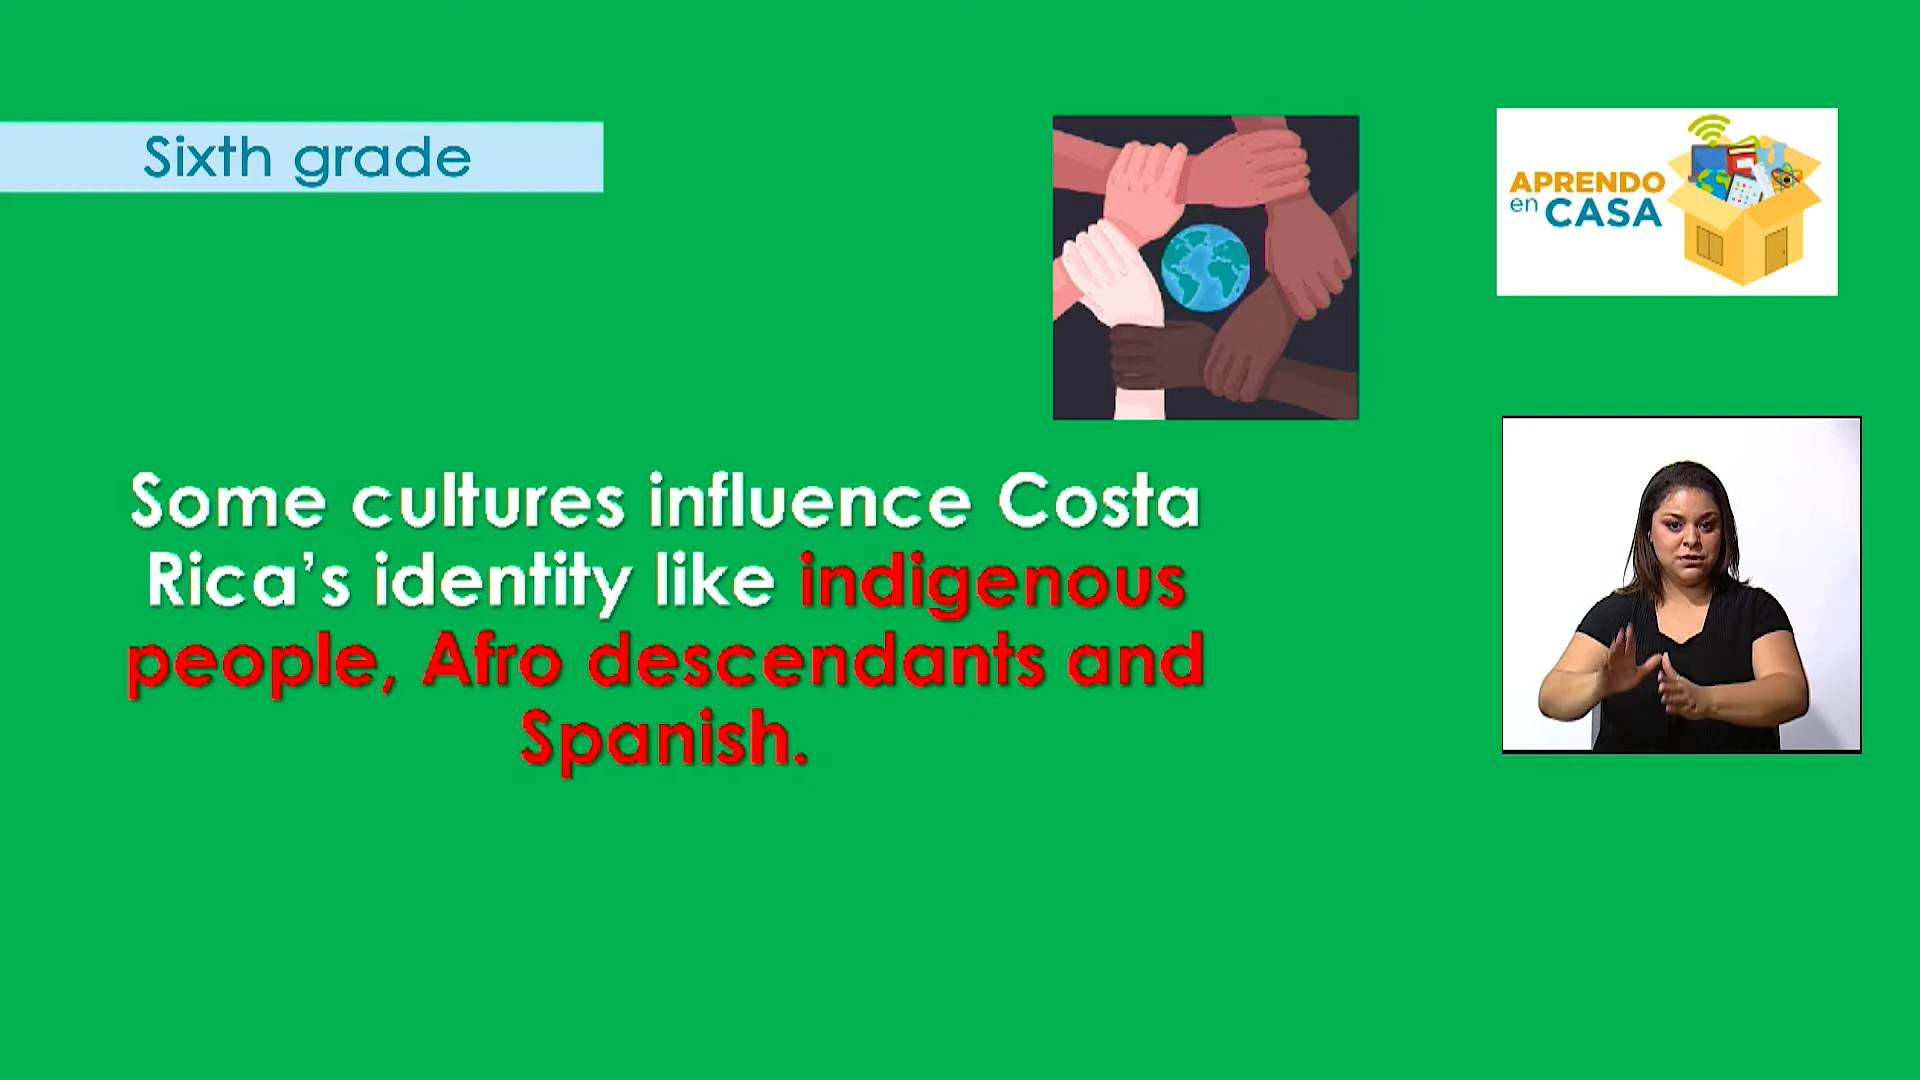 Sixth grade
APRENDO
en CASA
Some cultures influence Costa
Rica's identity like indigenous
people, Afro descendants and
Spanish.